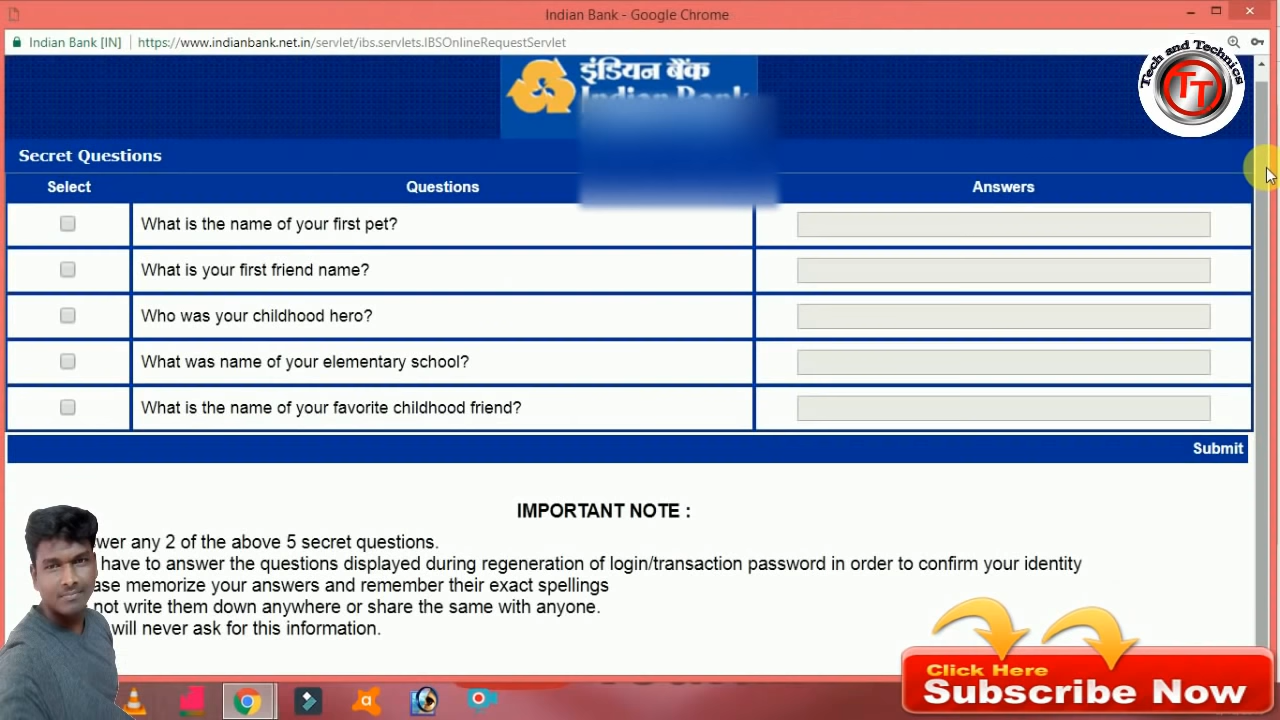 Indian Bank - Google Chrome
Indian Bank [IN] https://www.indianbank.net.in/servlet/ibs.servlets.IBSOnlineRequestServlet
Tech and Technics
TT
इंडियन बैंक
Indian Bank
Secret Questions
Select Questions Answers
What is the name of your first pet?
What is your first friend name?
Who was your childhood hero?
What was name of your elementary school?
What is the name of your favorite childhood friend?
Submit
IMPORTANT NOTE :
wer any 2 of the above 5 secret questions.
have to answer the questions displayed during regeneration of login/transaction password in order to confirm your identity
ase memorize your answers and remember their exact spellings
not write them down anywhere or share the same with anyone.
will never ask for this information.
Click Here
Subscribe Now